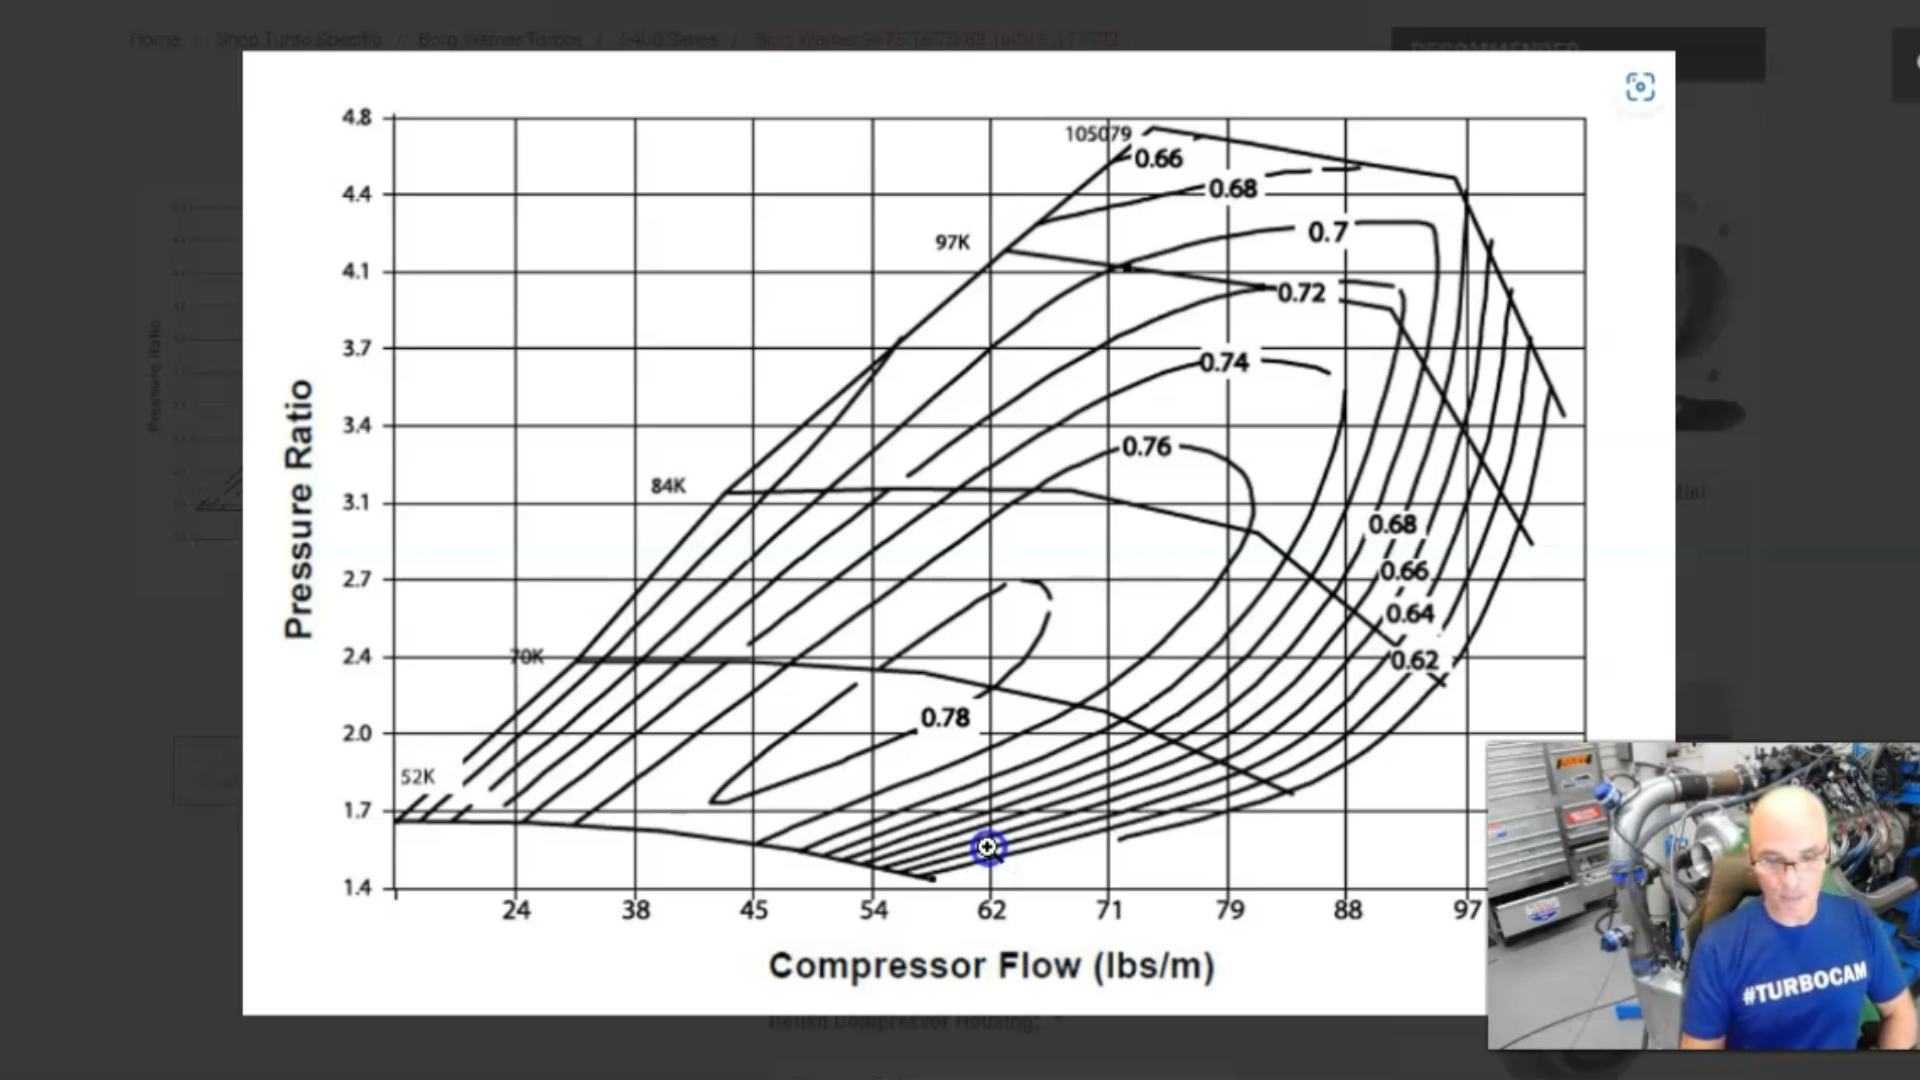 Home / Shop Turbo Specific / Borg Warner Turbos / S400 Series /
RECOMMENDED
4.8
105079
0.66
4.4
0.68
97K
0.7
4.1
0.72
3.7
0.74
3.4
0.76
84K
3.1
0.68
2.7
0.66
0.64
70K
2.4
0.62
0.78
2.0
52K
1.7
1.4
24 38 45 54 62 71 79 88 97
Pressure Ratio
Compressor Flow (lbs/m)
Pressure Ratio
#TURBOCAM